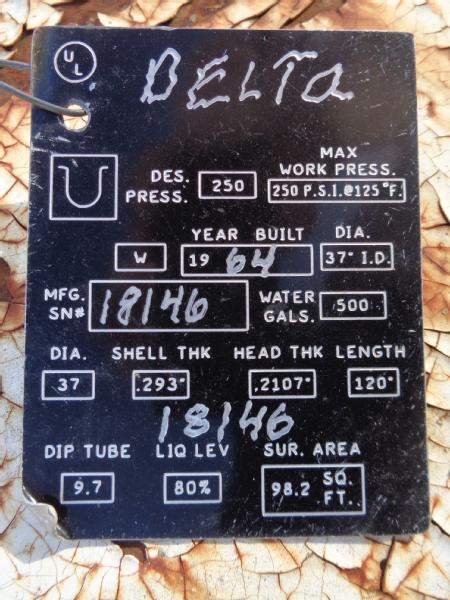 UL
DELTA
U
DES. PRESS. 250
MAX WORK PRESS.
250 P.S.I.@125°F.
W
YEAR BUILT
19 64
DIA.
37" I.D.
MFG. SN# 18146
WATER GALS. 500
DIA. SHELL THK HEAD THK LENGTH
37 .293" .2107" 120"
18146
DIP TUBE LIQ LEV SUR. AREA
9.7 80% 98.2 SQ. FT.